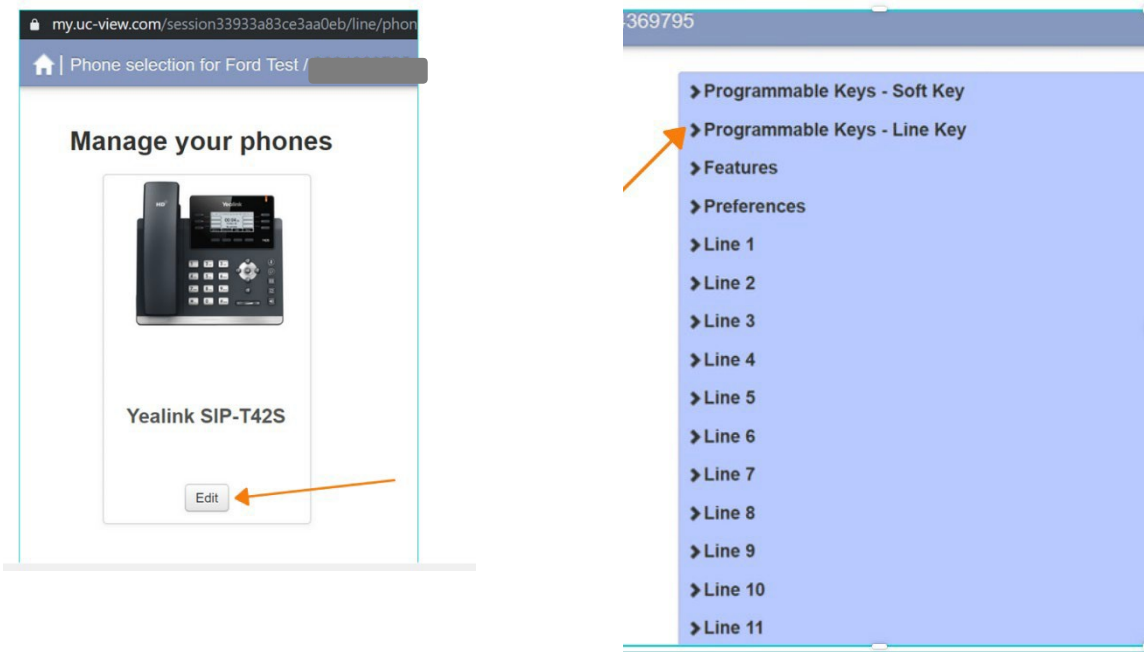 my.uc-view.com/session33933a83ce3aa0eb/line/phon
Phone selection for Ford Test /
Manage your phones
Yealink
Yealink SIP-T42S
Edit
369795
Programmable Keys - Soft Key
Programmable Keys - Line Key
Features
Preferences
Line 1
Line 2
Line 3
Line 4
Line 5
Line 6
Line 7
Line 8
Line 9
Line 10
Line 11